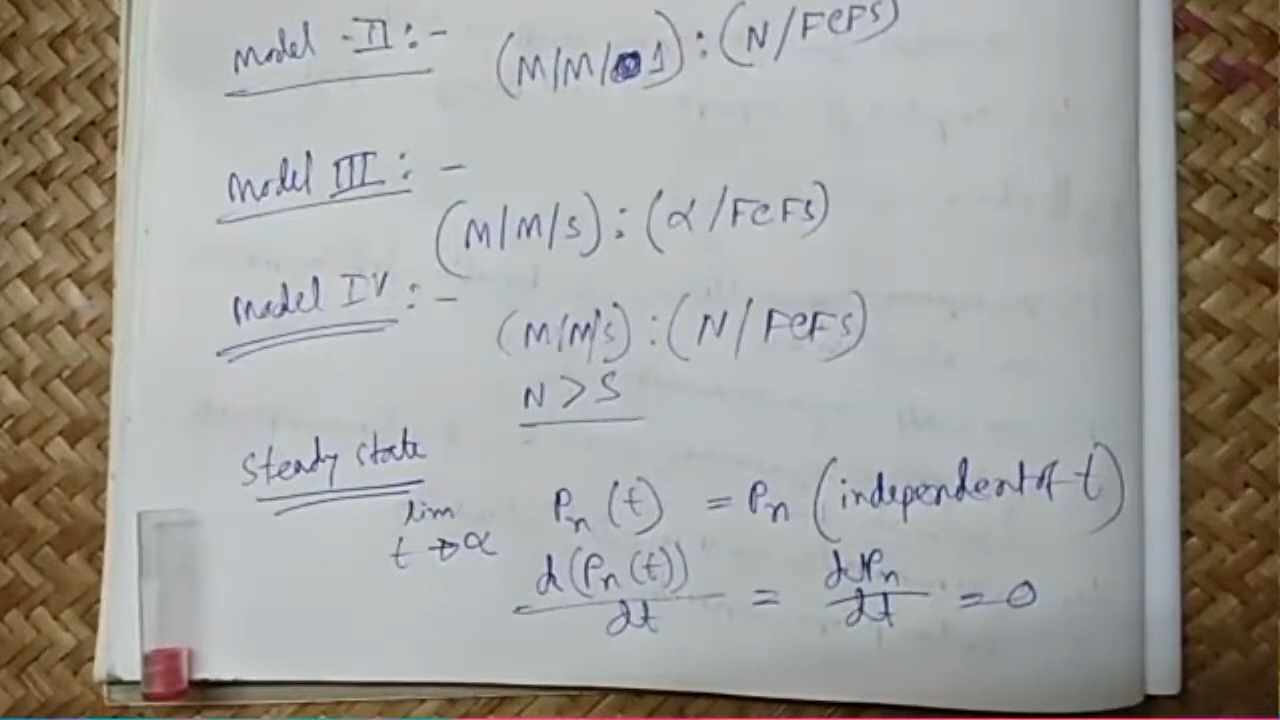 Model - II :- (M/M/1) : (N/FCFS)
Model III : -
(M/M/S) : (α/FCFS)
Model IV : -
(M/M/S) : (N/FCFS)
N > S
Steady state
lim t→α Pn(t) = Pn (independent of t)
d(Pn(t))/dt = dPn/dt = 0